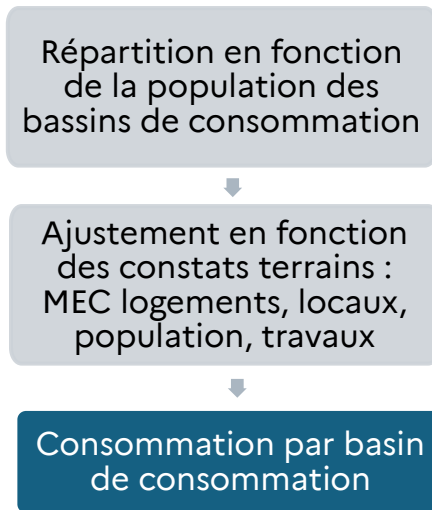 Répartition en fonction
de la population des
bassins de consommation
Ajustement en fonction
des constats terrains :
MEC logements, locaux,
population, travaux
Consommation par basin
de consommation